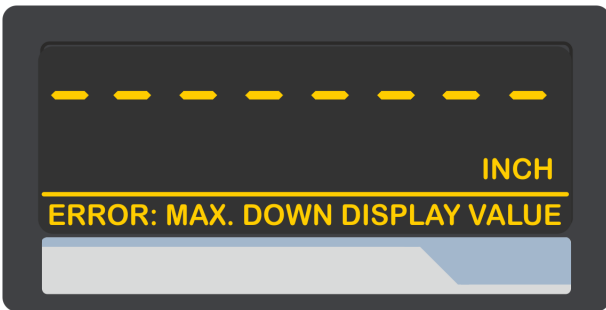 — — — — — — — —
INCH
ERROR: MAX. DOWN DISPLAY VALUE